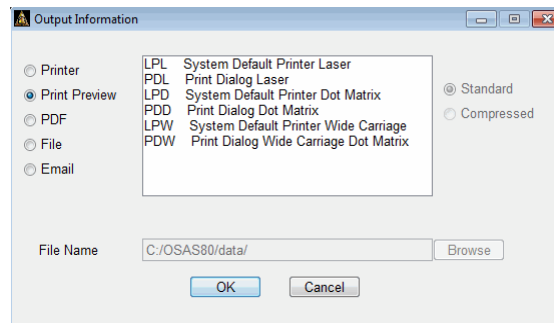 Output Information
Printer
Print Preview
PDF
File
Email
LPL System Default Printer Laser
PDL Print Dialog Laser
LPD System Default Printer Dot Matrix
PDD Print Dialog Dot Matrix
LPW System Default Printer Wide Carriage
PDW Print Dialog Wide Carriage Dot Matrix
Standard
Compressed
File Name C:/OSAS80/data/ Browse
OK Cancel